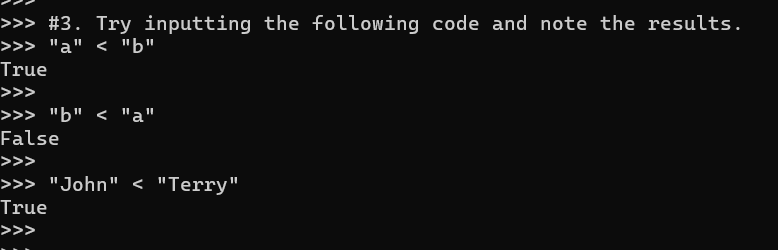 >>>
>>> #3. Try inputting the following code and note the results.
>>> "a" < "b"
True
>>>
>>> "b" < "a"
False
>>>
>>> "John" < "Terry"
True
>>>
>>>